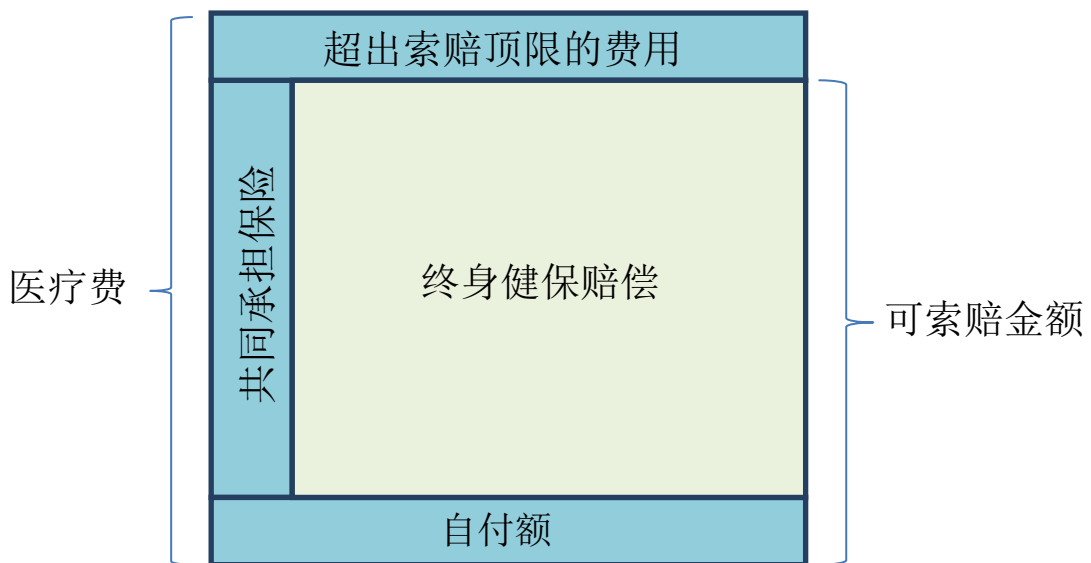 超出索赔顶限的费用
医疗费
共同承担保险
终身健保赔偿
可索赔金额
自付额